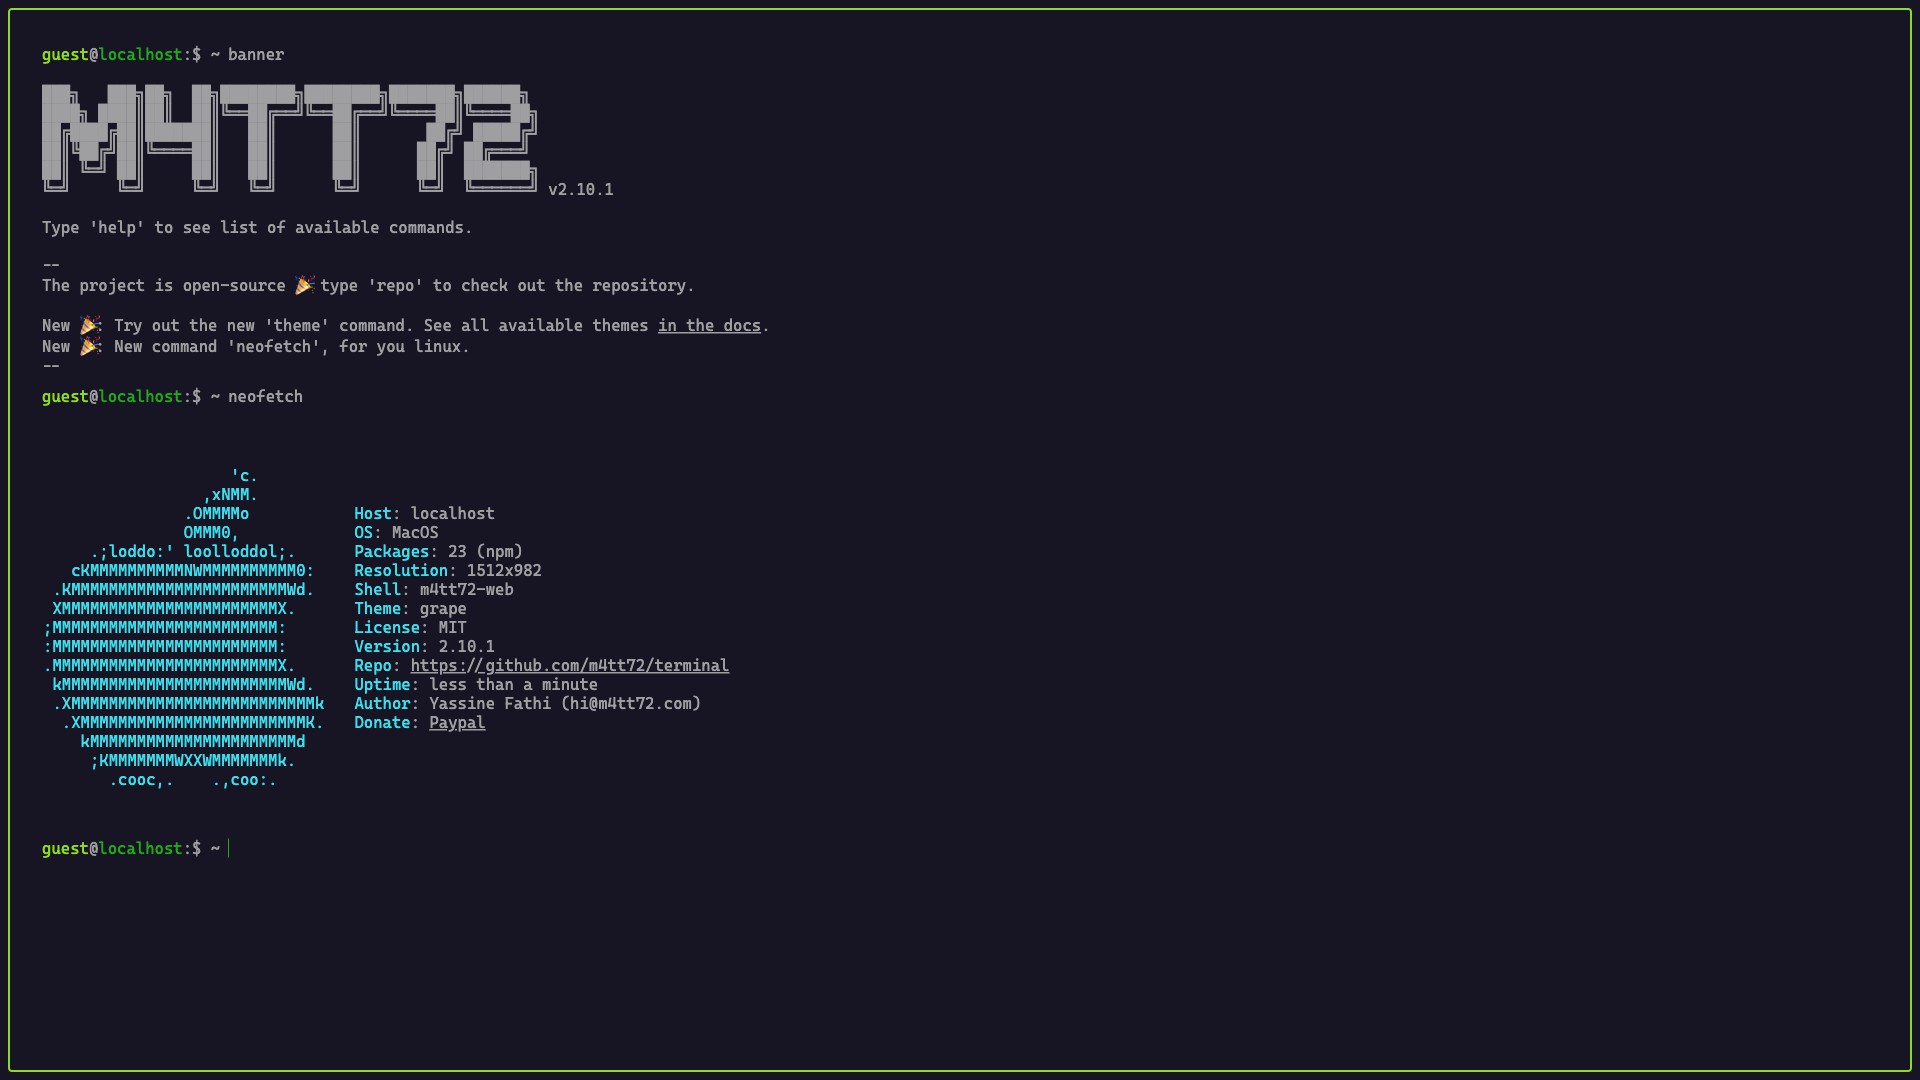 guest@localhost:$ ~ banner
M4TT72 v2.10.1
Type 'help' to see list of available commands.
--
The project is open-source 🎉 type 'repo' to check out the repository.
New 🎉: Try out the new 'theme' command. See all available themes in the docs.
New 🎉: New command 'neofetch', for you linux.
--
guest@localhost:$ ~ neofetch
'c.
,xNMM.
.OMMMMo Host: localhost
OMMM0, OS: MacOS
.;loddo:' loolloddol;. Packages: 23 (npm)
cKMMMMMMMMMMNWMMMMMMMMMM0: Resolution: 1512x982
.KMMMMMMMMMMMMMMMMMMMMMMMWd. Shell: m4tt72-web
XMMMMMMMMMMMMMMMMMMMMMMMX. Theme: grape
;MMMMMMMMMMMMMMMMMMMMMMMM: License: MIT
:MMMMMMMMMMMMMMMMMMMMMMMM: Version: 2.10.1
.MMMMMMMMMMMMMMMMMMMMMMMMX. Repo: https://github.com/m4tt72/terminal
kMMMMMMMMMMMMMMMMMMMMMMMMWd. Uptime: less than a minute
.XMMMMMMMMMMMMMMMMMMMMMMMMMMk Author: Yassine Fathi (hi@m4tt72.com)
.XMMMMMMMMMMMMMMMMMMMMMMMMK. Donate: Paypal
kMMMMMMMMMMMMMMMMMMMMMMd
;KMMMMMMMWXXWMMMMMMMk.
.cooc,. .,coo:.
guest@localhost:$ ~